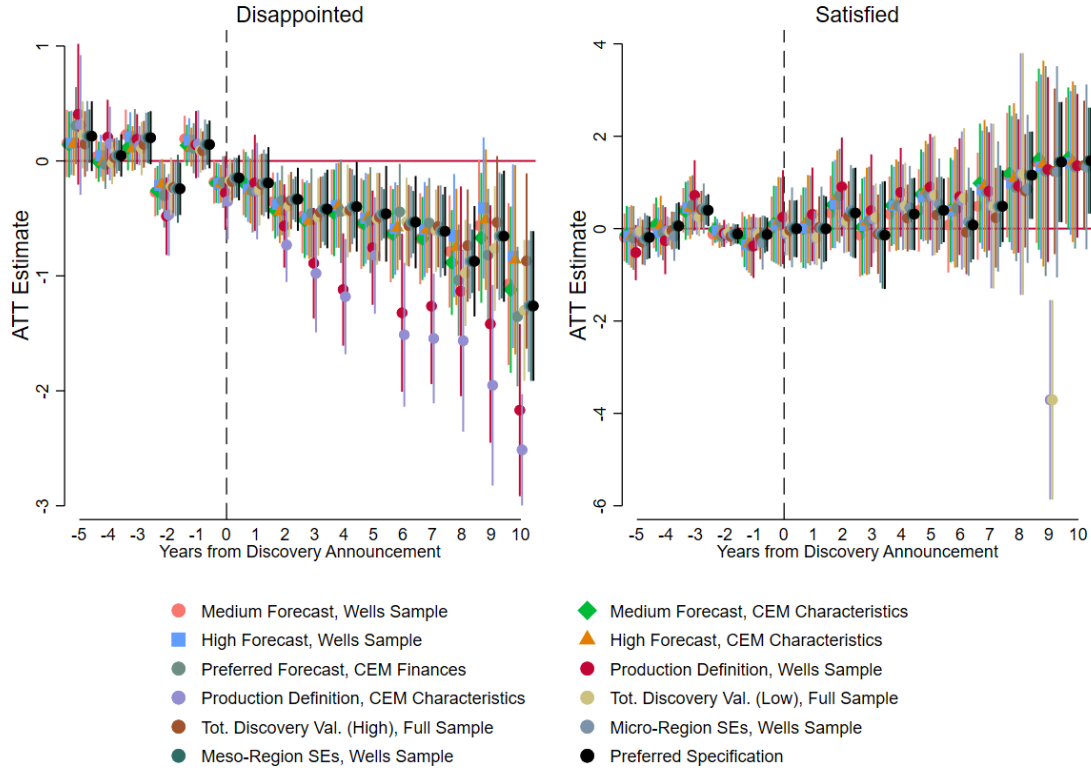 Disappointed
ATT Estimate
1
0
-1
-2
-3
-5 -4 -3 -2 -1 0 1 2 3 4 5 6 7 8 9 10
Years from Discovery Announcement
Satisfied
ATT Estimate
4
2
0
-2
-4
-6
-5 -4 -3 -2 -1 0 1 2 3 4 5 6 7 8 9 10
Years from Discovery Announcement
Medium Forecast, Wells Sample
Medium Forecast, CEM Characteristics
High Forecast, Wells Sample
High Forecast, CEM Characteristics
Preferred Forecast, CEM Finances
Production Definition, Wells Sample
Production Definition, CEM Characteristics
Tot. Discovery Val. (Low), Full Sample
Tot. Discovery Val. (High), Full Sample
Micro-Region SEs, Wells Sample
Meso-Region SEs, Wells Sample
Preferred Specification